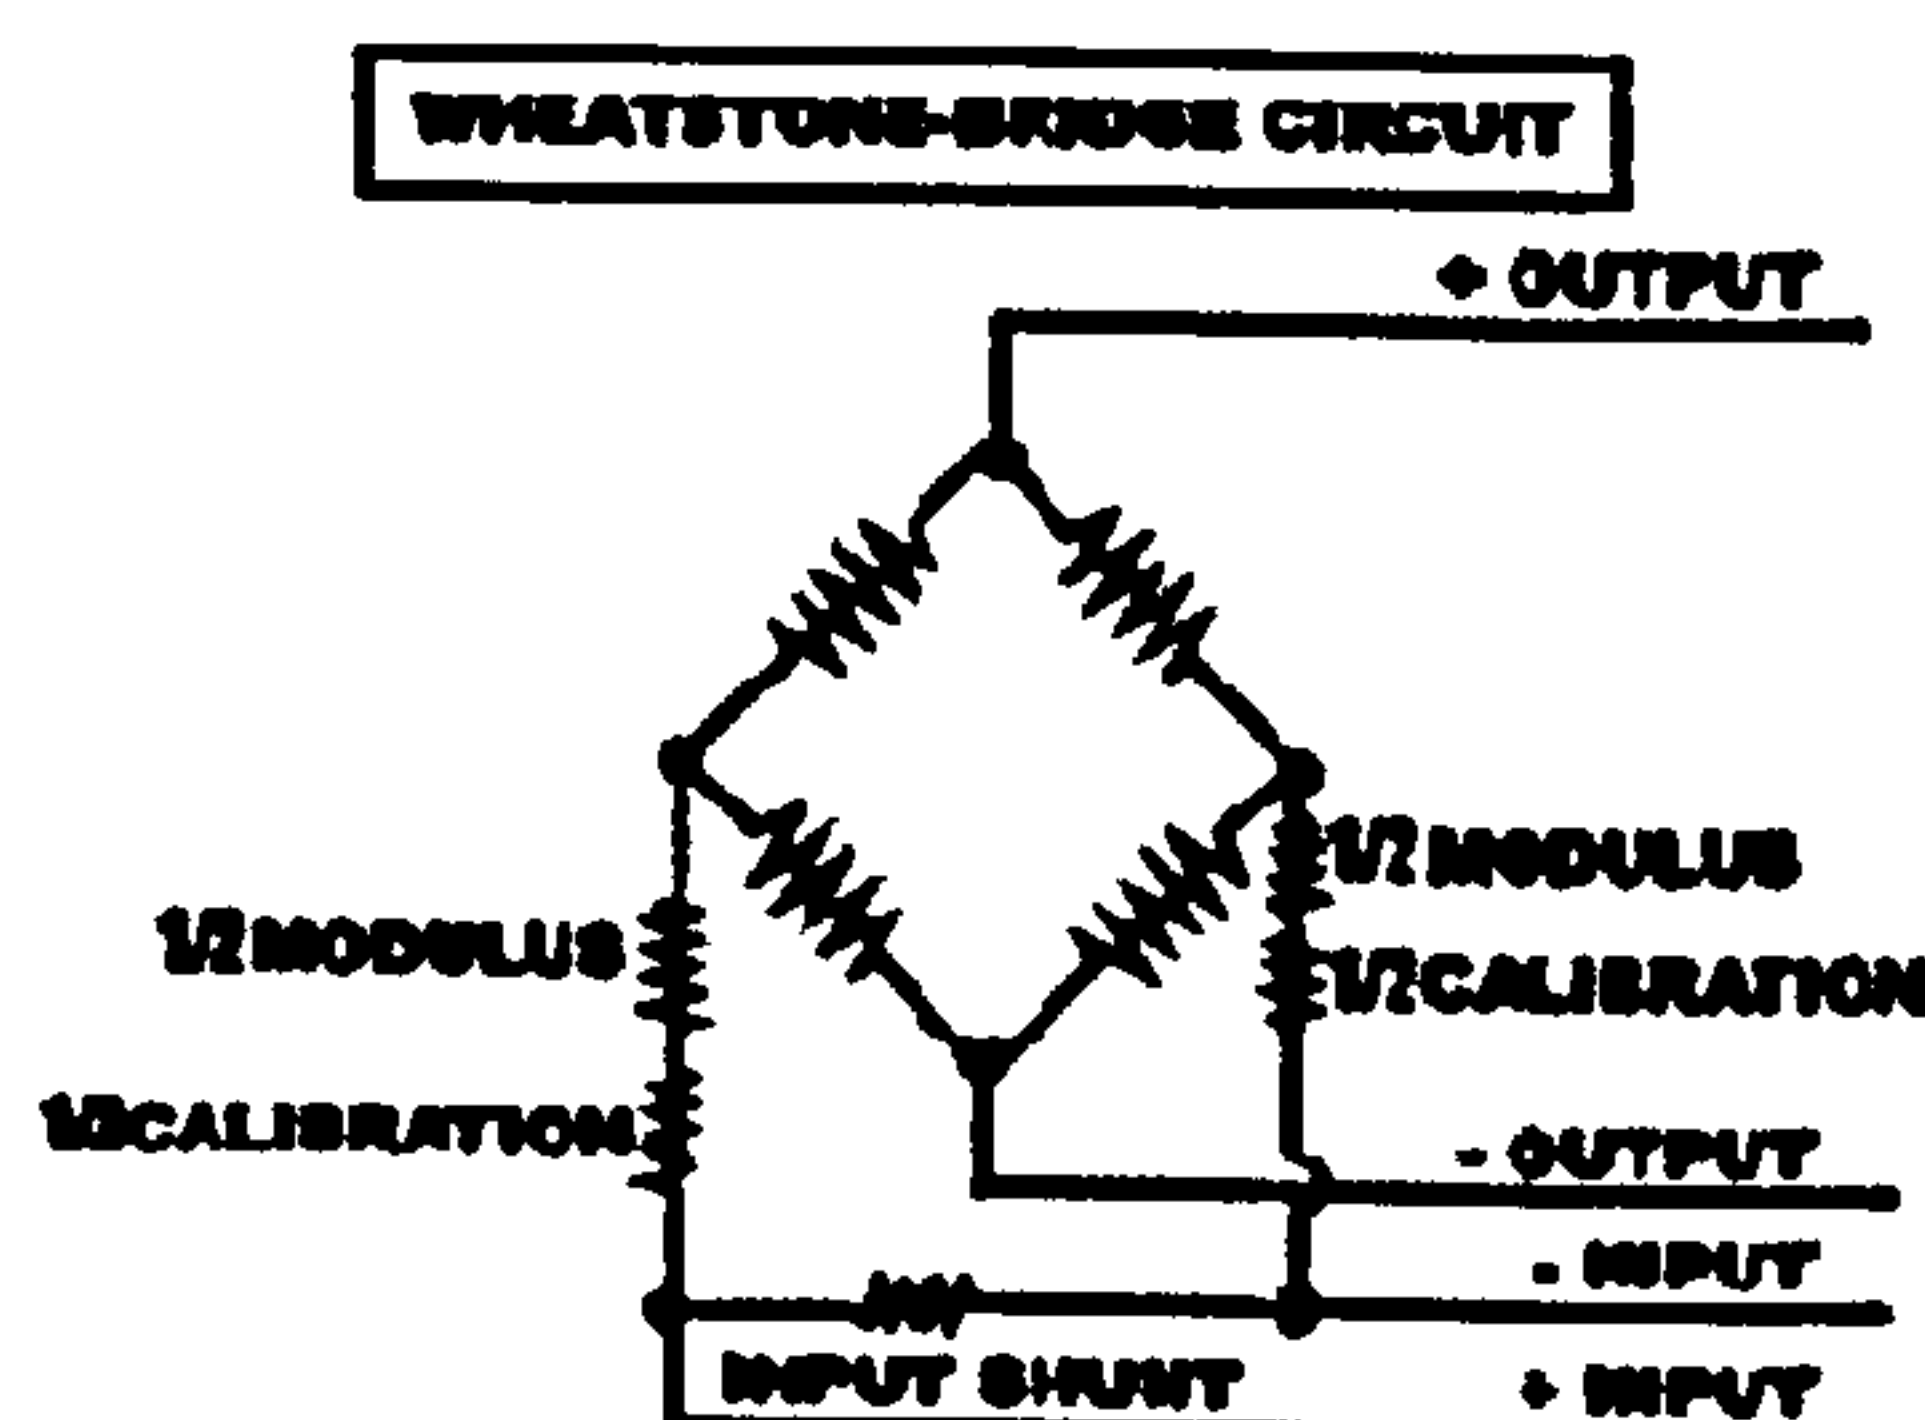 WHEATSTONE-BRIDGE CIRCUIT
+ OUTPUT
1/2 MODULUS
1/2 MODULUS
1/2 CALIBRATION
1/2 CALIBRATION
- OUTPUT
- INPUT
INPUT SHUNT
+ INPUT